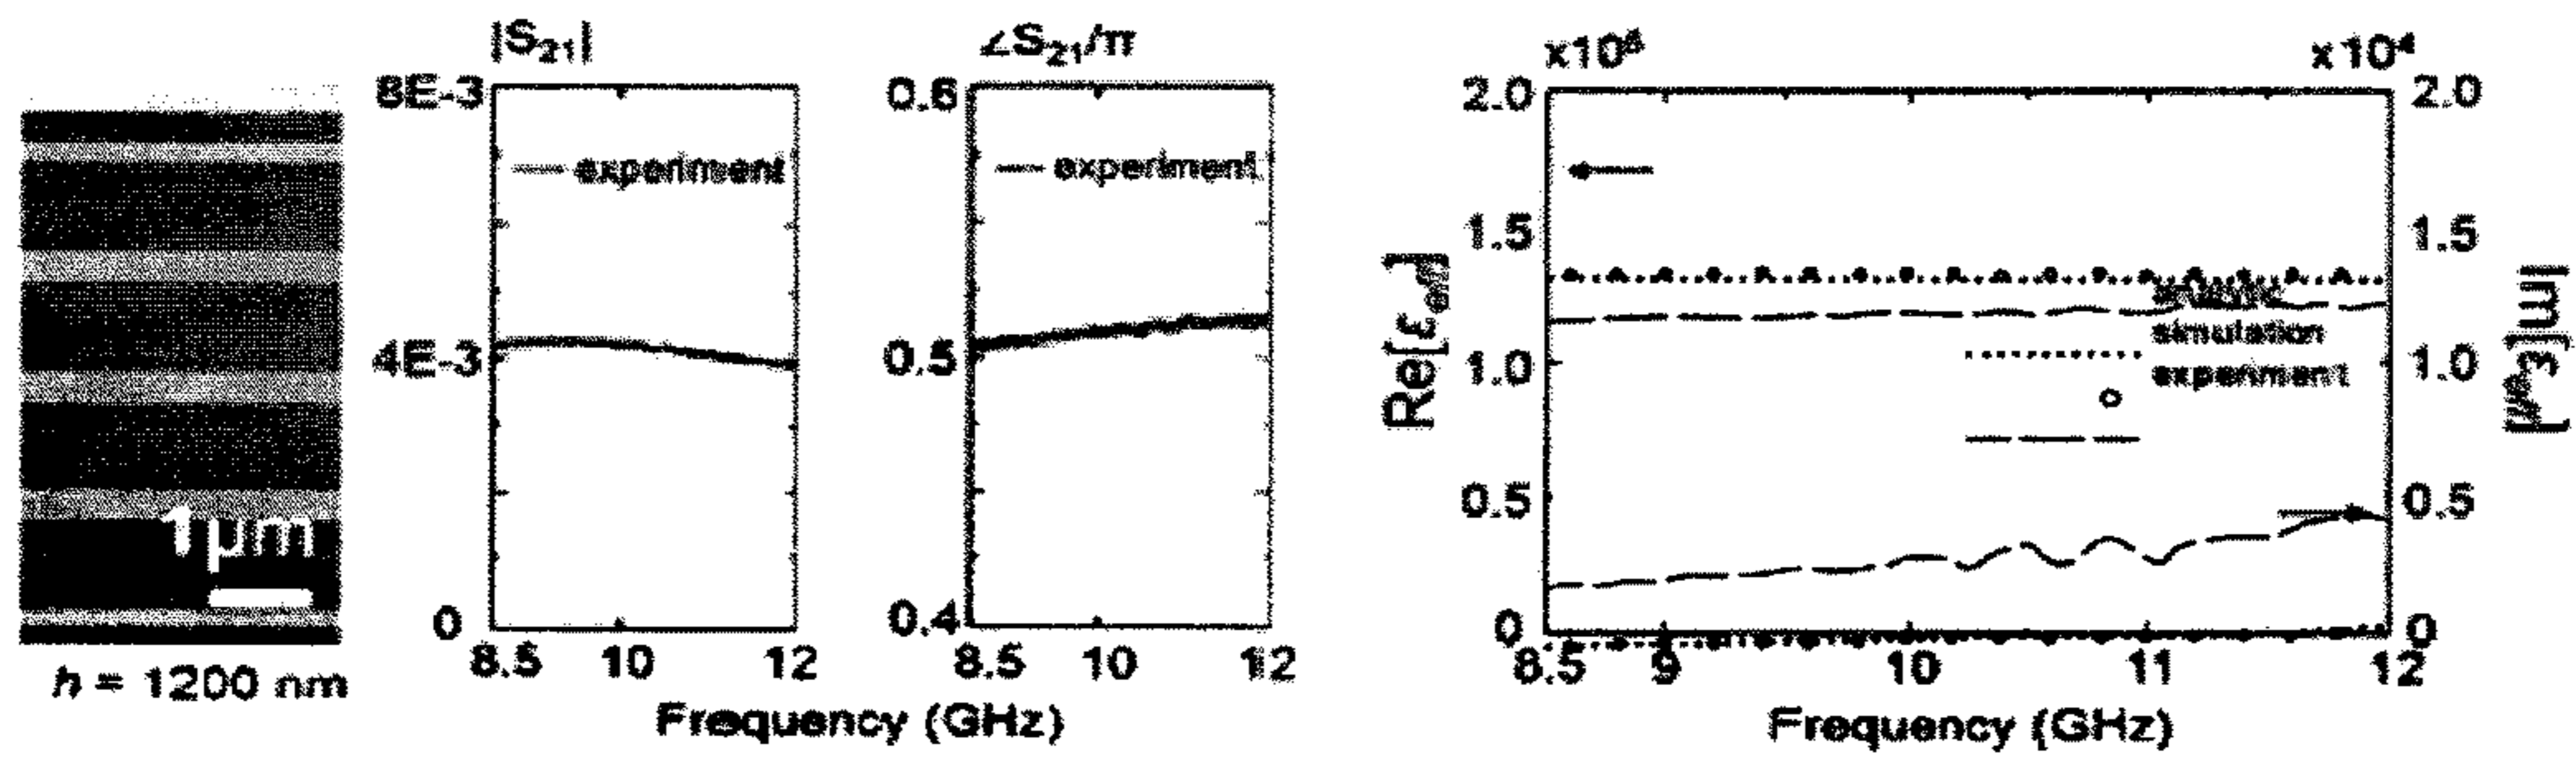 1μm
h = 1200 nm
|S21|
8E-3
4E-3
0
experiment
8.5 10 12
∠S21/π
0.6
0.5
0.4
experiment
8.5 10 12
Frequency (GHz)
2.0
1.5
1.0
0.5
0
Re[εeff]
simulation
experiment
x10⁴
2.0
1.5
1.0
0.5
0
Im[εeff]
8.5 9 10 11 12
Frequency (GHz)